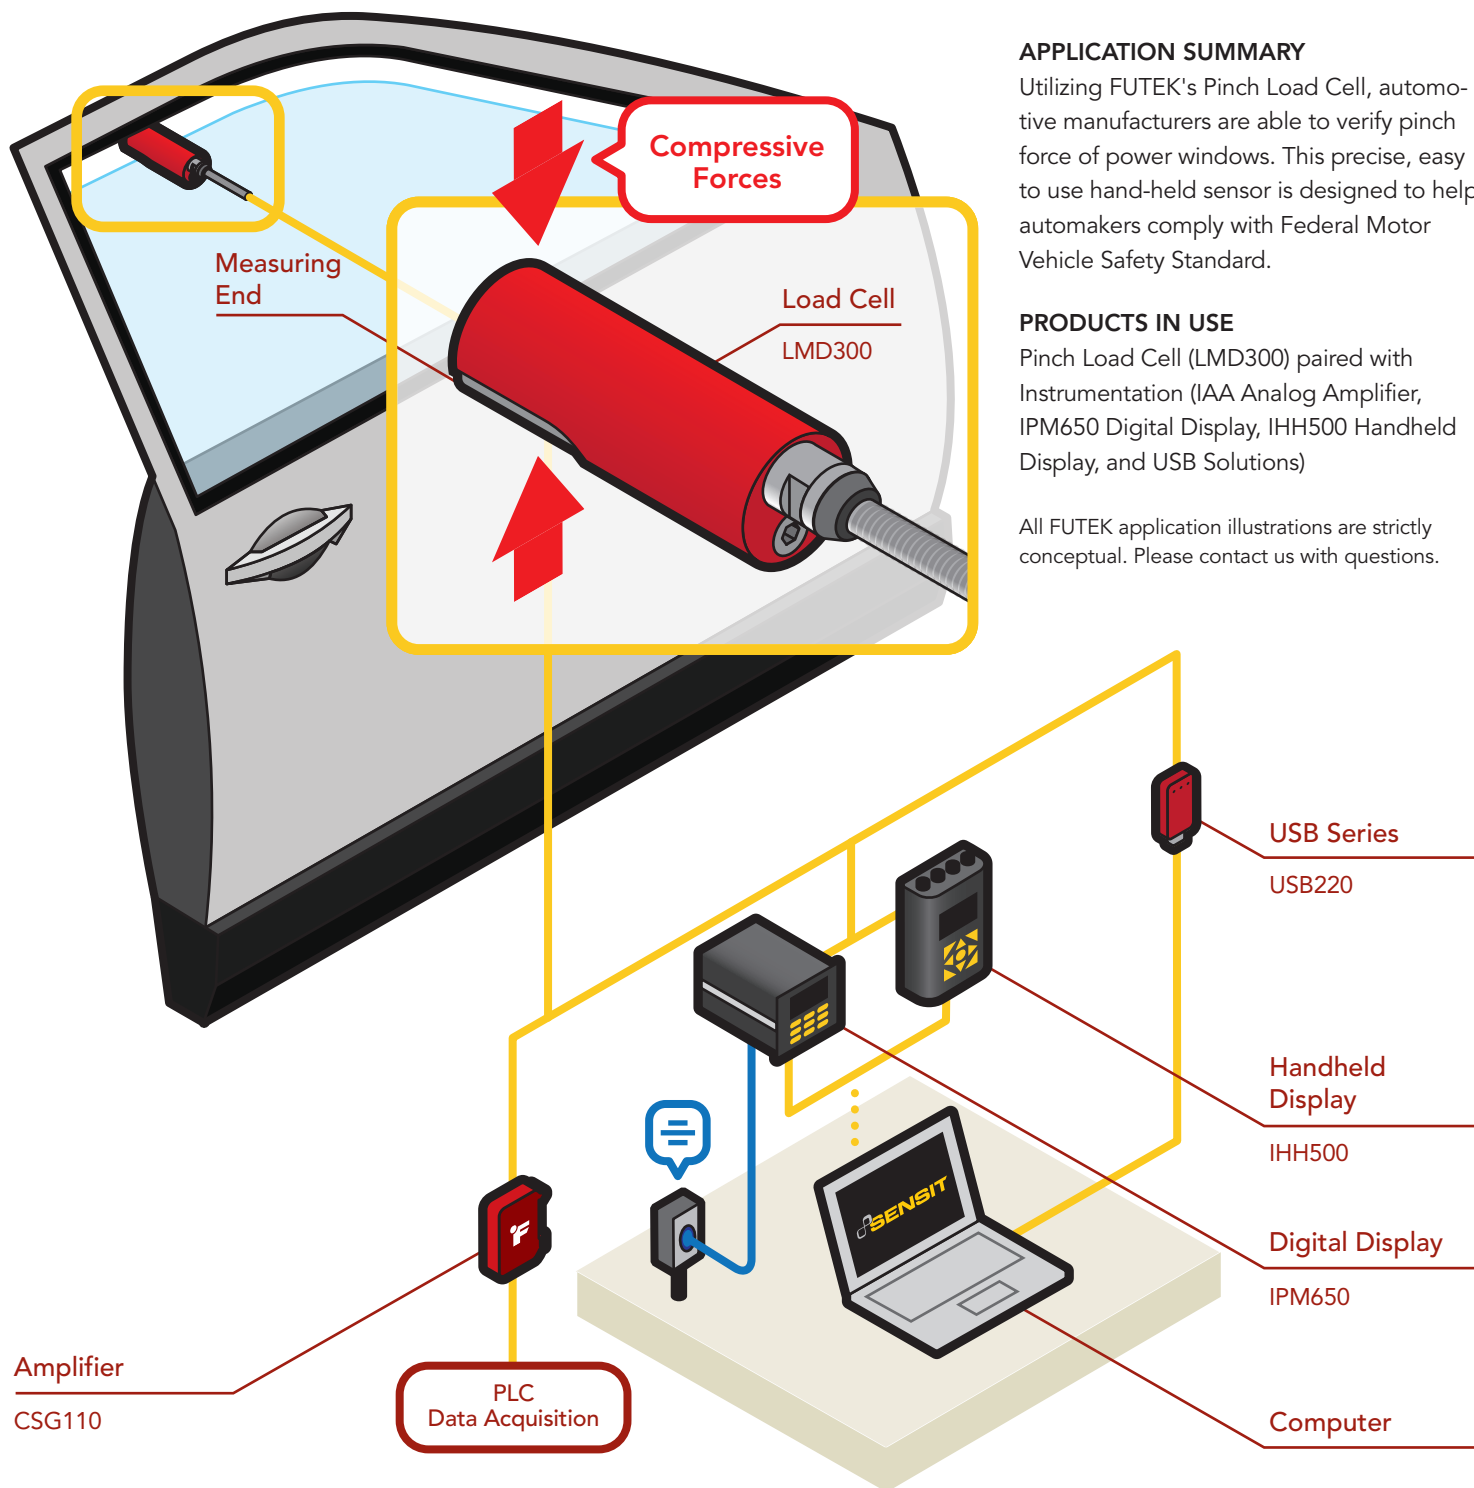 APPLICATION SUMMARY
Utilizing FUTEK's Pinch Load Cell, automo-
tive manufacturers are able to verify pinch
force of power windows. This precise, easy
to use hand-held sensor is designed to help
automakers comply with Federal Motor
Vehicle Safety Standard.
PRODUCTS IN USE
Pinch Load Cell (LMD300) paired with
Instrumentation (IAA Analog Amplifier,
IPM650 Digital Display, IHH500 Handheld
Display, and USB Solutions)
All FUTEK application illustrations are strictly
conceptual. Please contact us with questions.
Compressive
Forces
Measuring
End
Load Cell
LMD300
USB Series
USB220
Handheld
Display
IHH500
Digital Display
IPM650
Computer
SENSIT
F
Amplifier
CSG110
PLC
Data Acquisition